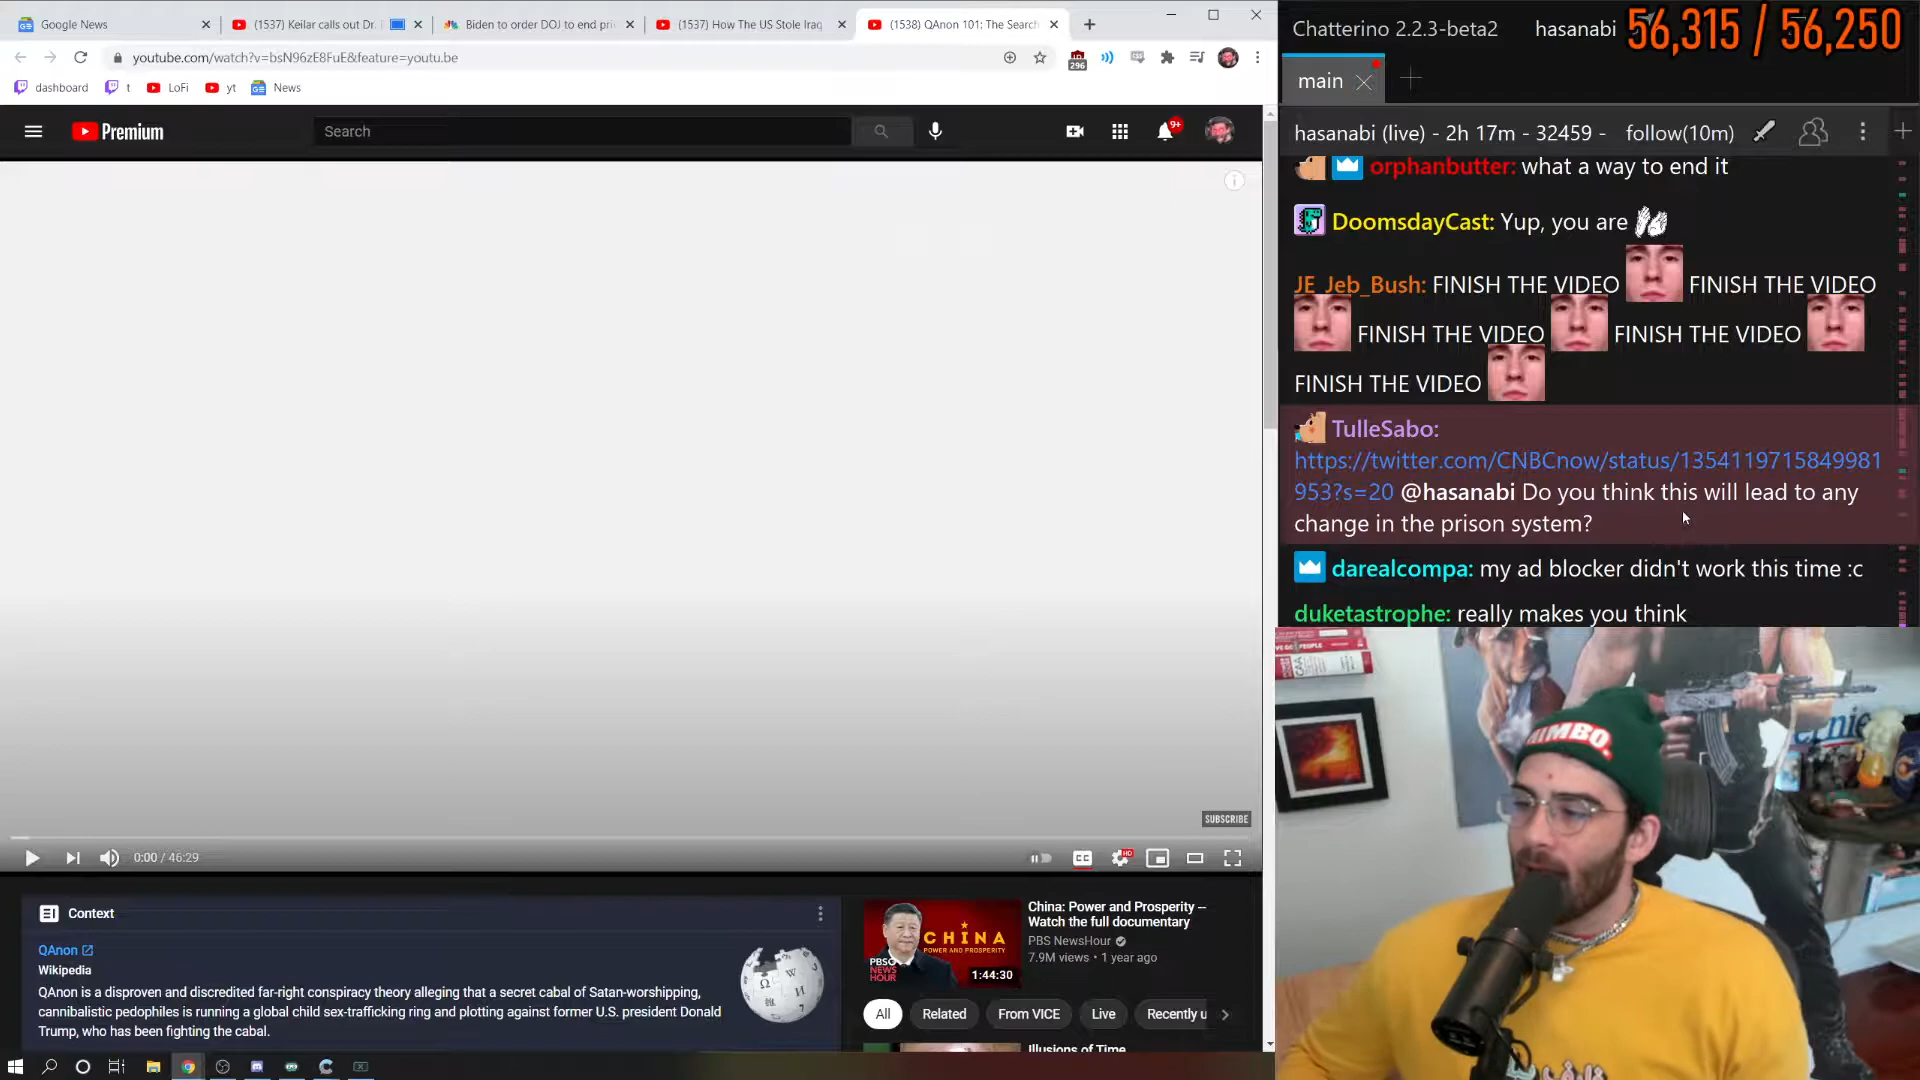 Google News
(1537) Keilar calls out Dr.
Biden to order DOJ to end pri
(1537) How The US Stole Iraq
(1538) QAnon 101: The Search
youtube.com/watch?v=bsN96zE8FuE&feature=youtu.be
296
dashboard
t
LoFi
yt
News
Premium
Search
9+
SUBSCRIBE
0:00 / 46:29
CC
HD
Context
QAnon
Wikipedia
QAnon is a disproven and discredited far-right conspiracy theory alleging that a secret cabal of Satan-worshipping,
cannibalistic pedophiles is running a global child sex-trafficking ring and plotting against former U.S. president Donald
Trump, who has been fighting the cabal.
CHINA
POWER AND PROSPERITY
PBSO
NEWS
HOUR
1:44:30
China: Power and Prosperity --
Watch the full documentary
PBS NewsHour
7.9M views • 1 year ago
All
Related
From VICE
Live
Recently u
Illusions of Time
Chatterino 2.2.3-beta2
hasanabi
56,315 / 56,250
main
hasanabi (live) - 2h 17m - 32459 -
follow(10m)
orphanbutter: what a way to end it
DoomsdayCast: Yup, you are
JE_Jeb_Bush: FINISH THE VIDEO FINISH THE VIDEO
FINISH THE VIDEO FINISH THE VIDEO
FINISH THE VIDEO
TulleSabo:
https://twitter.com/CNBCnow/status/1354119715849981
953?s=20 @hasanabi Do you think this will lead to any
change in the prison system?
darealcompa: my ad blocker didn't work this time :c
duketastrophe: really makes you think